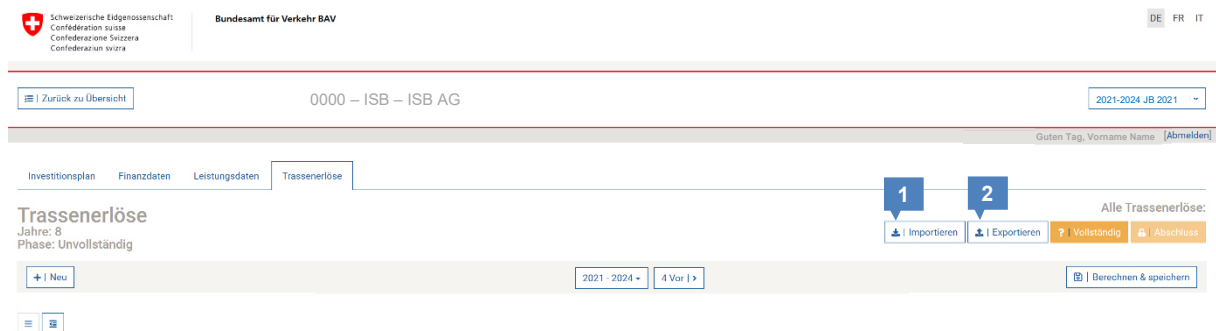 Schweizerische Eidgenossenschaft
Confédération suisse
Confederazione Svizzera
Confederaziun svizra
Bundesamt für Verkehr BAV
DE FR IT
| Zurück zu Übersicht
0000 – ISB – ISB AG
2021-2024 JB 2021
Guten Tag, Vorname Name [Abmelden]
Investitionsplan Finanzdaten Leistungsdaten Trassenerlöse
1 2
Trassenerlöse
Alle Trassenerlöse:
Jahre: 8
| Importieren | Exportieren ? | Vollständig | Abschluss
Phase: Unvollständig
+ | Neu 2021 - 2024 4 Vor | > | Berechnen & speichern